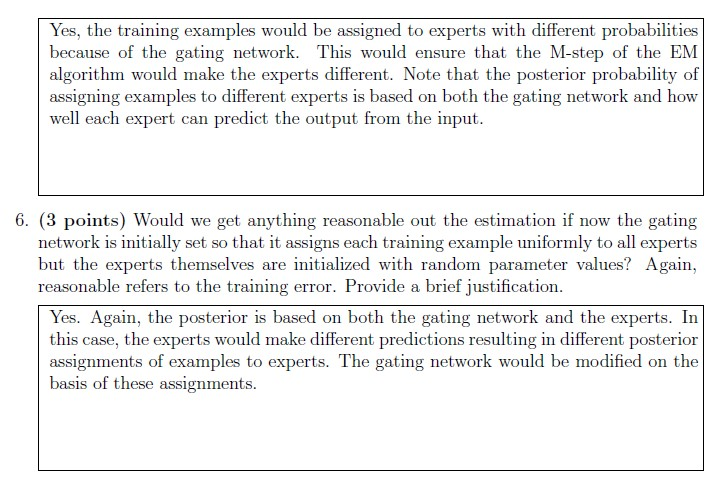 Yes, the training examples would be assigned to experts with different probabilities
because of the gating network. This would ensure that the M-step of the EM
algorithm would make the experts different. Note that the posterior probability of
assigning examples to different experts is based on both the gating network and how
well each expert can predict the output from the input.
6. (3 points) Would we get anything reasonable out the estimation if now the gating
network is initially set so that it assigns each training example uniformly to all experts
but the experts themselves are initialized with random parameter values? Again,
reasonable refers to the training error. Provide a brief justification.
Yes. Again, the posterior is based on both the gating network and the experts. In
this case, the experts would make different predictions resulting in different posterior
assignments of examples to experts. The gating network would be modified on the
basis of these assignments.